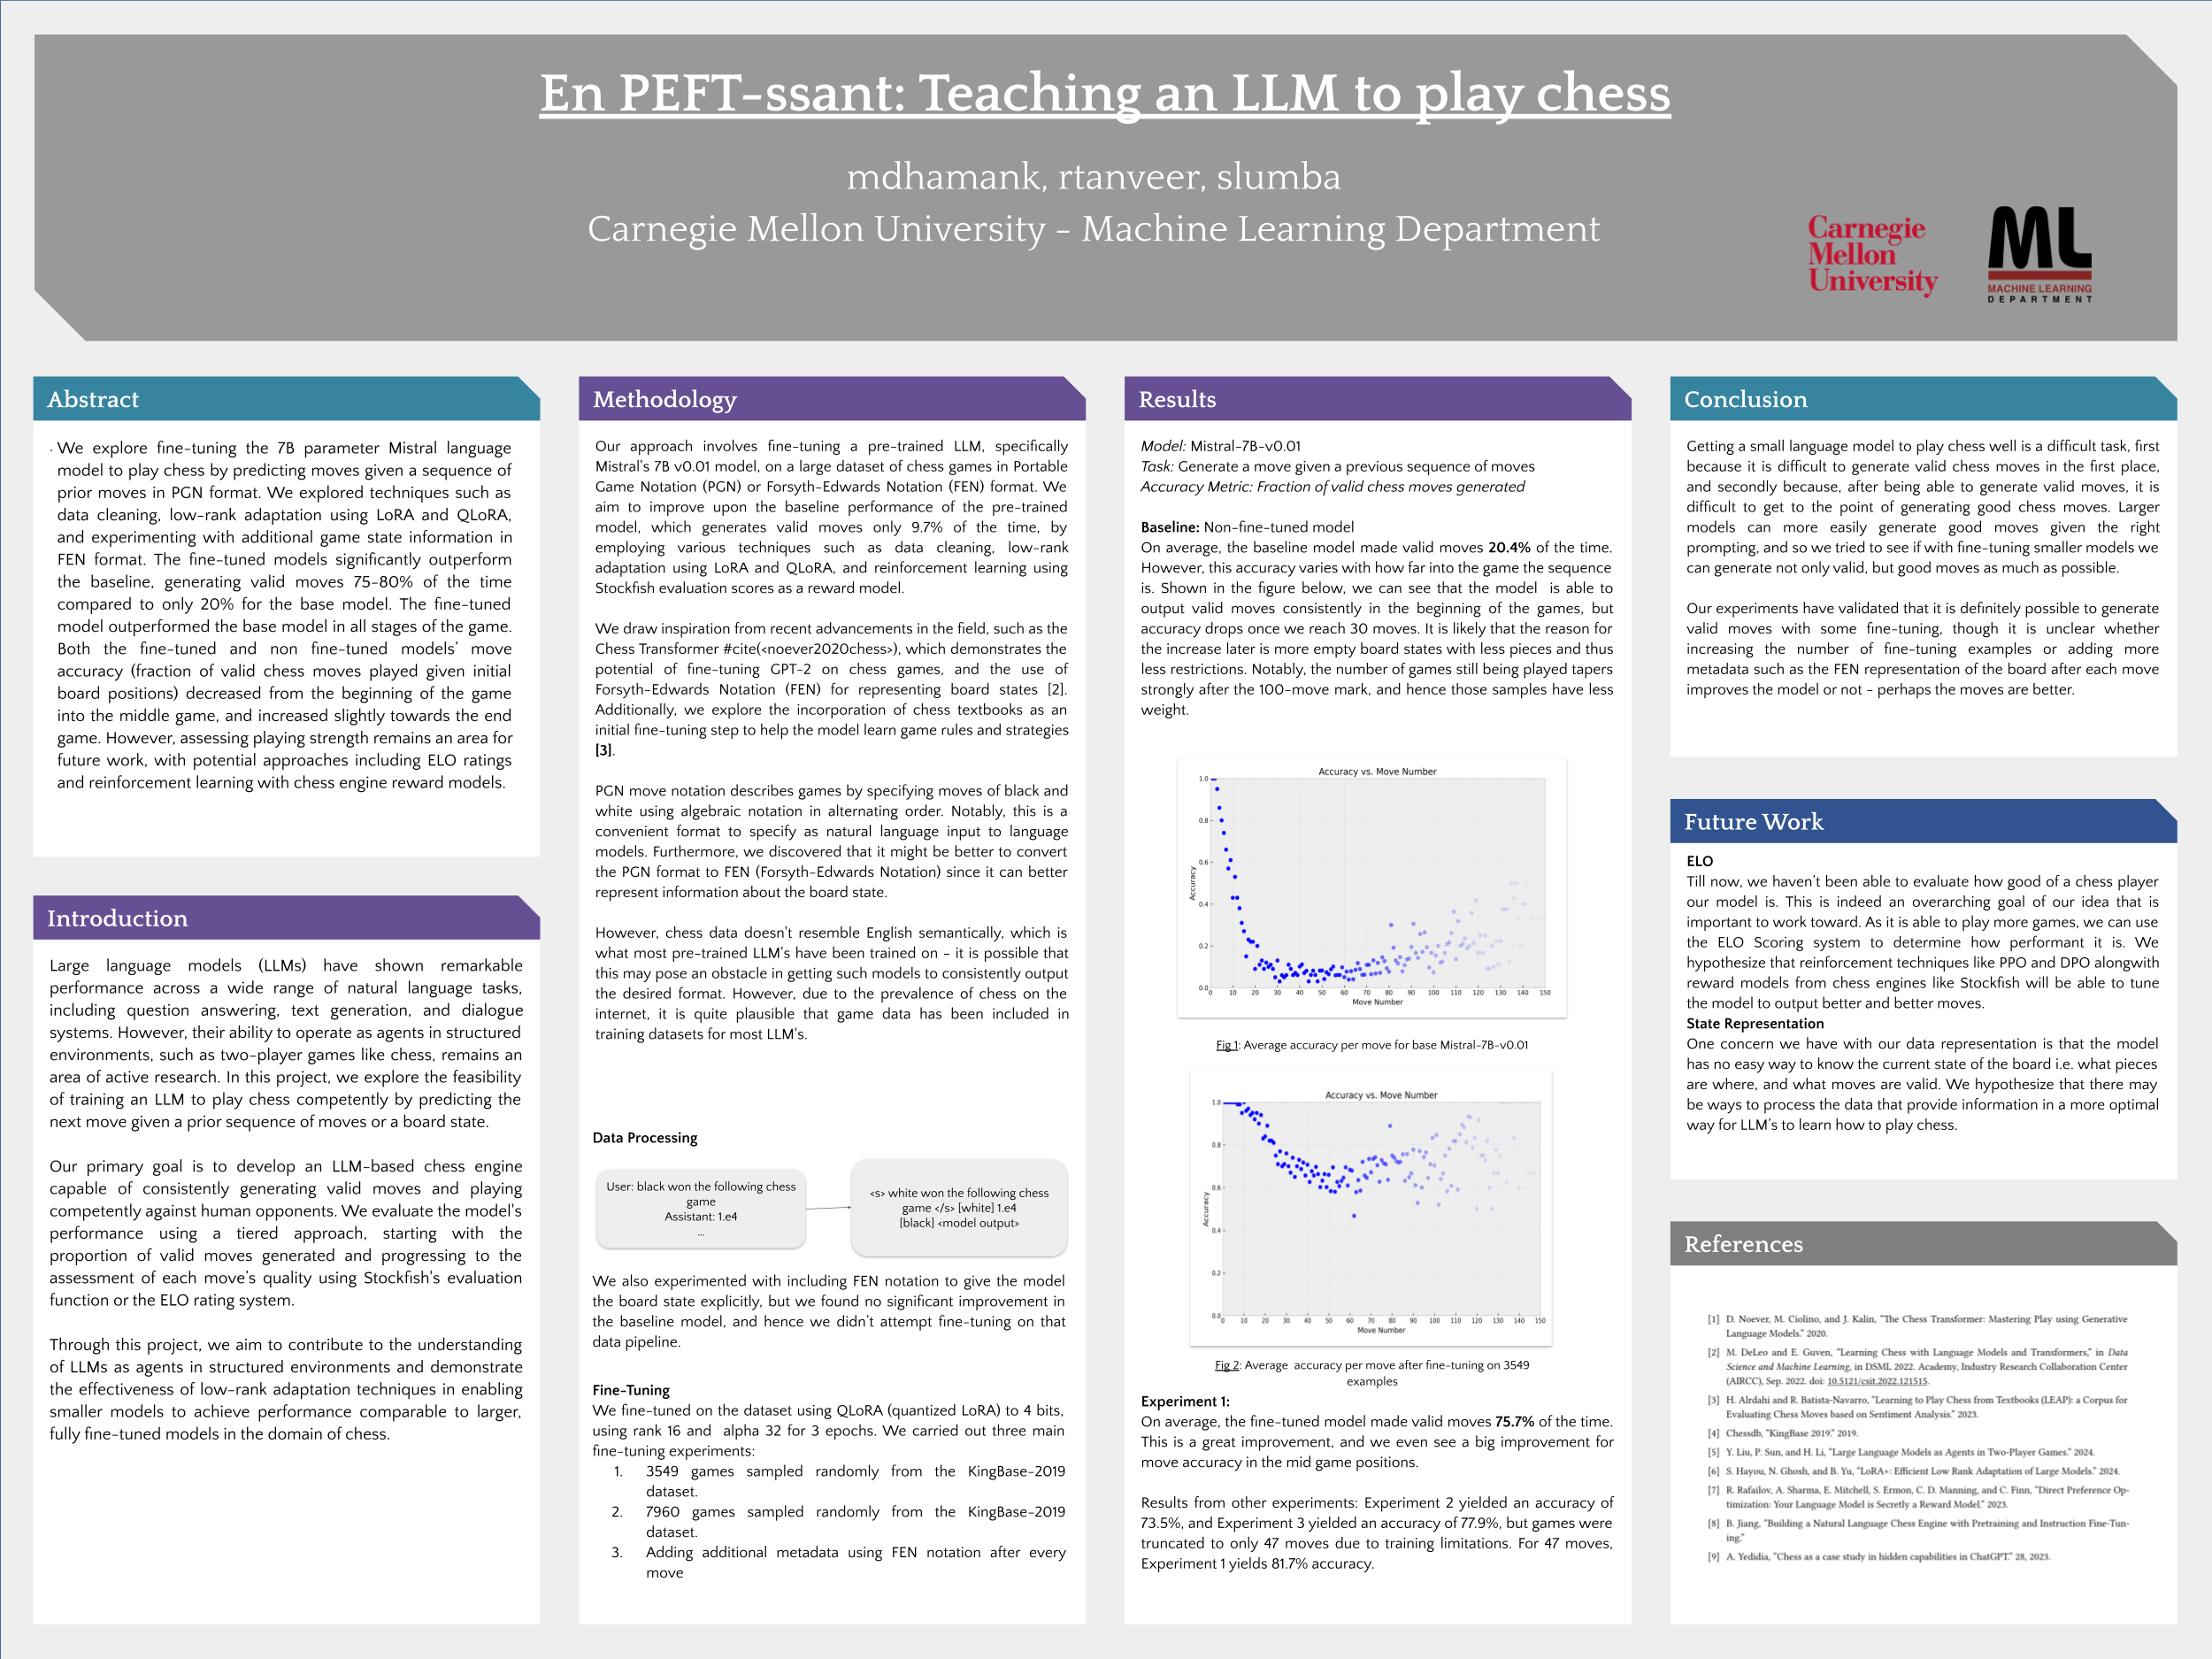 En PEFT-ssant: Teaching an LLM to play chess
mdhamank, rtanveer, slumba
Carnegie Mellon University - Machine Learning Department
Carnegie
Mellon
University
ML
MACHINE LEARNING
DEPARTMENT
Abstract
We explore fine-tuning the 7B parameter Mistral language
model to play chess by predicting moves given a sequence of
prior moves in PGN format. We explored techniques such as
data cleaning, low-rank adaptation using LoRA and QLoRA,
and experimenting with additional game state information in
FEN format. The fine-tuned models significantly outperform
the baseline, generating valid moves 75-80% of the time
compared to only 20% for the base model. The fine-tuned
model outperformed the base model in all stages of the game.
Both the fine-tuned and non fine-tuned models' move
accuracy (fraction of valid chess moves played given initial
board positions) decreased from the beginning of the game
into the middle game, and increased slightly towards the end
game. However, assessing playing strength remains an area for
future work, with potential approaches including ELO ratings
and reinforcement learning with chess engine reward models.
Introduction
Large language models (LLMs) have shown remarkable
performance across a wide range of natural language tasks,
including question answering, text generation, and dialogue
systems. However, their ability to operate as agents in structured
environments, such as two-player games like chess, remains an
area of active research. In this project, we explore the feasibility
of training an LLM to play chess competently by predicting the
next move given a prior sequence of moves or a board state.
Our primary goal is to develop an LLM-based chess engine
capable of consistently generating valid moves and playing
competently against human opponents. We evaluate the model's
performance using a tiered approach, starting with the
proportion of valid moves generated and progressing to the
assessment of each move's quality using Stockfish's evaluation
function or the ELO rating system.
Through this project, we aim to contribute to the understanding
of LLMs as agents in structured environments and demonstrate
the effectiveness of low-rank adaptation techniques in enabling
smaller models to achieve performance comparable to larger,
fully fine-tuned models in the domain of chess.
Methodology
Our approach involves fine-tuning a pre-trained LLM, specifically
Mistral's 7B v0.01 model, on a large dataset of chess games in Portable
Game Notation (PGN) or Forsyth-Edwards Notation (FEN) format. We
aim to improve upon the baseline performance of the pre-trained
model, which generates valid moves only 9.7% of the time, by
employing various techniques such as data cleaning, low-rank
adaptation using LoRA and QLoRA, and reinforcement learning using
Stockfish evaluation scores as a reward model.
We draw inspiration from recent advancements in the field, such as the
Chess Transformer #cite(<noever2020chess>), which demonstrates the
potential of fine-tuning GPT-2 on chess games, and the use of
Forsyth-Edwards Notation (FEN) for representing board states [2].
Additionally, we explore the incorporation of chess textbooks as an
initial fine-tuning step to help the model learn game rules and strategies
[3].
PGN move notation describes games by specifying moves of black and
white using algebraic notation in alternating order. Notably, this is a
convenient format to specify as natural language input to language
models. Furthermore, we discovered that it might be better to convert
the PGN format to FEN (Forsyth-Edwards Notation) since it can better
represent information about the board state.
However, chess data doesn't resemble English semantically, which is
what most pre-trained LLM's have been trained on - it is possible that
this may pose an obstacle in getting such models to consistently output
the desired format. However, due to the prevalence of chess on the
internet, it is quite plausible that game data has been included in
training datasets for most LLM's.
Data Processing
User: black won the following chess
game
Assistant: 1.e4
...
<s> white won the following chess
game </s> [white] 1.e4
[black] <model output>
We also experimented with including FEN notation to give the model
the board state explicitly, but we found no significant improvement in
the baseline model, and hence we didn't attempt fine-tuning on that
data pipeline.
Fine-Tuning
We fine-tuned on the dataset using QLoRA (quantized LoRA) to 4 bits,
using rank 16 and alpha 32 for 3 epochs. We carried out three main
fine-tuning experiments:
1. 3549 games sampled randomly from the KingBase-2019
dataset.
2. 7960 games sampled randomly from the KingBase-2019
dataset.
3. Adding additional metadata using FEN notation after every
move
Results
Model: Mistral-7B-v0.01
Task: Generate a move given a previous sequence of moves
Accuracy Metric: Fraction of valid chess moves generated
Baseline: Non-fine-tuned model
On average, the baseline model made valid moves 20.4% of the time.
However, this accuracy varies with how far into the game the sequence
is. Shown in the figure below, we can see that the model is able to
output valid moves consistently in the beginning of the games, but
accuracy drops once we reach 30 moves. It is likely that the reason for
the increase later is more empty board states with less pieces and thus
less restrictions. Notably, the number of games still being played tapers
strongly after the 100-move mark, and hence those samples have less
weight.
Accuracy vs. Move Number
1.0
0.8
0.6
0.4
0.2
0.0
Accuracy
0 10 20 30 40 50 60 70 80 90 100 110 120 130 140 150
Move Number
Fig 1: Average accuracy per move for base Mistral-7B-v0.01
Accuracy vs. Move Number
1.0
0.8
0.6
0.4
0.2
0.0
Accuracy
0 10 20 30 40 50 60 70 80 90 100 110 120 130 140 150
Move Number
Fig 2: Average accuracy per move after fine-tuning on 3549
examples
Experiment 1:
On average, the fine-tuned model made valid moves 75.7% of the time.
This is a great improvement, and we even see a big improvement for
move accuracy in the mid game positions.
Results from other experiments: Experiment 2 yielded an accuracy of
73.5%, and Experiment 3 yielded an accuracy of 77.9%, but games were
truncated to only 47 moves due to training limitations. For 47 moves,
Experiment 1 yields 81.7% accuracy.
Conclusion
Getting a small language model to play chess well is a difficult task, first
because it is difficult to generate valid chess moves in the first place,
and secondly because, after being able to generate valid moves, it is
difficult to get to the point of generating good chess moves. Larger
models can more easily generate good moves given the right
prompting, and so we tried to see if with fine-tuning smaller models we
can generate not only valid, but good moves as much as possible.
Our experiments have validated that it is definitely possible to generate
valid moves with some fine-tuning, though it is unclear whether
increasing the number of fine-tuning examples or adding more
metadata such as the FEN representation of the board after each move
improves the model or not - perhaps the moves are better.
Future Work
ELO
Till now, we haven't been able to evaluate how good of a chess player
our model is. This is indeed an overarching goal of our idea that is
important to work toward. As it is able to play more games, we can use
the ELO Scoring system to determine how performant it is. We
hypothesize that reinforcement techniques like PPO and DPO alongwith
reward models from chess engines like Stockfish will be able to tune
the model to output better and better moves.
State Representation
One concern we have with our data representation is that the model
has no easy way to know the current state of the board i.e. what pieces
are where, and what moves are valid. We hypothesize that there may
be ways to process the data that provide information in a more optimal
way for LLM's to learn how to play chess.
References
[1] D. Noever, M. Ciolino, and J. Kalin, "The Chess Transformer: Mastering Play using Generative
Language Models." 2020.
[2] M. DeLeo and E. Guven, "Learning Chess with Language Models and Transformers," in Data
Science and Machine Learning, in DSML 2022. Academy, Industry Research Collaboration Center
(AIRCC), Sep. 2022. doi: 10.5121/csit.2022.121515.
[3] H. Alrdahi and R. Batista-Navarro, "Learning to Play Chess from Textbooks (LEAP): a Corpus for
Evaluating Chess Moves based on Sentiment Analysis." 2023.
[4] Chessdb, "KingBase 2019." 2019.
[5] Y. Liu, P. Sun, and H. Li, "Large Language Models as Agents in Two-Player Games." 2024.
[6] S. Hayou, N. Ghosh, and B. Yu, "LoRA+: Efficient Low Rank Adaptation of Large Models." 2024.
[7] R. Rafailov, A. Sharma, E. Mitchell, S. Ermon, C. D. Manning, and C. Finn, "Direct Preference Op-
timization: Your Language Model is Secretly a Reward Model." 2023.
[8] B. Jiang, "Building a Natural Language Chess Engine with Pretraining and Instruction Fine-Tun-
ing."
[9] A. Yedidia, "Chess as a case study in hidden capabilities in ChatGPT." 28, 2023.